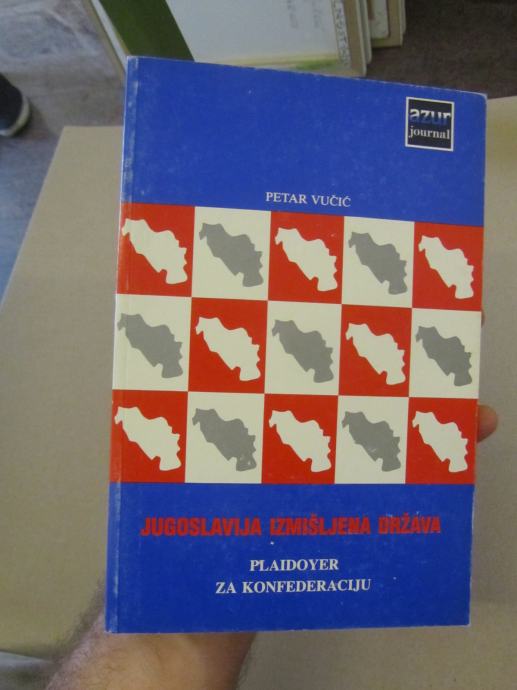 azur
journal
PETAR VUČIĆ
JUGOSLAVIJA IZMIŠLJENA DRŽAVA
PLAIDOYER
ZA KONFEDERACIJU